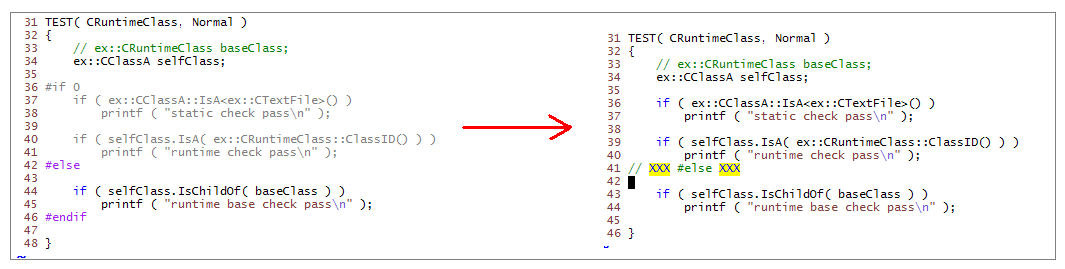 31 TEST( CRuntimeClass, Normal )
32 {
33     // ex::CRuntimeClass baseClass;
34     ex::CClassA selfClass;
35
36 #if 0
37     if ( ex::CClassA::IsA<ex::CTextFile>() )
38         printf ( "static check pass\n" );
39
40     if ( selfClass.IsA( ex::CRuntimeClass::ClassID() ) )
41         printf ( "runtime check pass\n" );
42 #else
43
44     if ( selfClass.IsChildOf( baseClass ) )
45         printf ( "runtime base check pass\n" );
46 #endif
47
48 }
~
31 TEST( CRuntimeClass, Normal )
32 {
33     // ex::CRuntimeClass baseClass;
34     ex::CClassA selfClass;
35
36     if ( ex::CClassA::IsA<ex::CTextFile>() )
37         printf ( "static check pass\n" );
38
39     if ( selfClass.IsA( ex::CRuntimeClass::ClassID() ) )
40         printf ( "runtime check pass\n" );
41 // XXX #else XXX
42
43     if ( selfClass.IsChildOf( baseClass ) )
44         printf ( "runtime base check pass\n" );
45
46 }